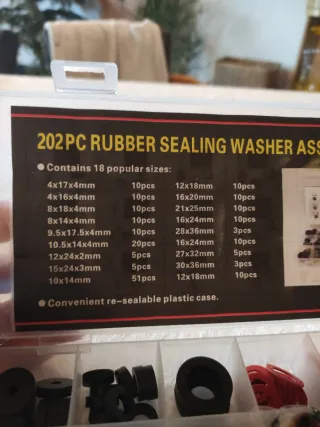 202PC RUBBER SEALING WASHER ASS
Contains 18 popular sizes:
4x17x4mm 10pcs 12x18mm 10pcs
4x16x4mm 10pcs 16x20mm 10pcs
8x18x4mm 10pcs 21x25mm 10pcs
8x14x4mm 10pcs 16x24mm 10pcs
9.5x17.5x4mm 10pcs 28x36mm 3pcs
10.5x14x4mm 20pcs 16x24mm 10pcs
12x24x2mm 5pcs 27x32mm 5pcs
15x24x3mm 5pcs 30x36mm 3pcs
10x14mm 51pcs 12x18mm 10pcs
Convenient re-sealable plastic case.